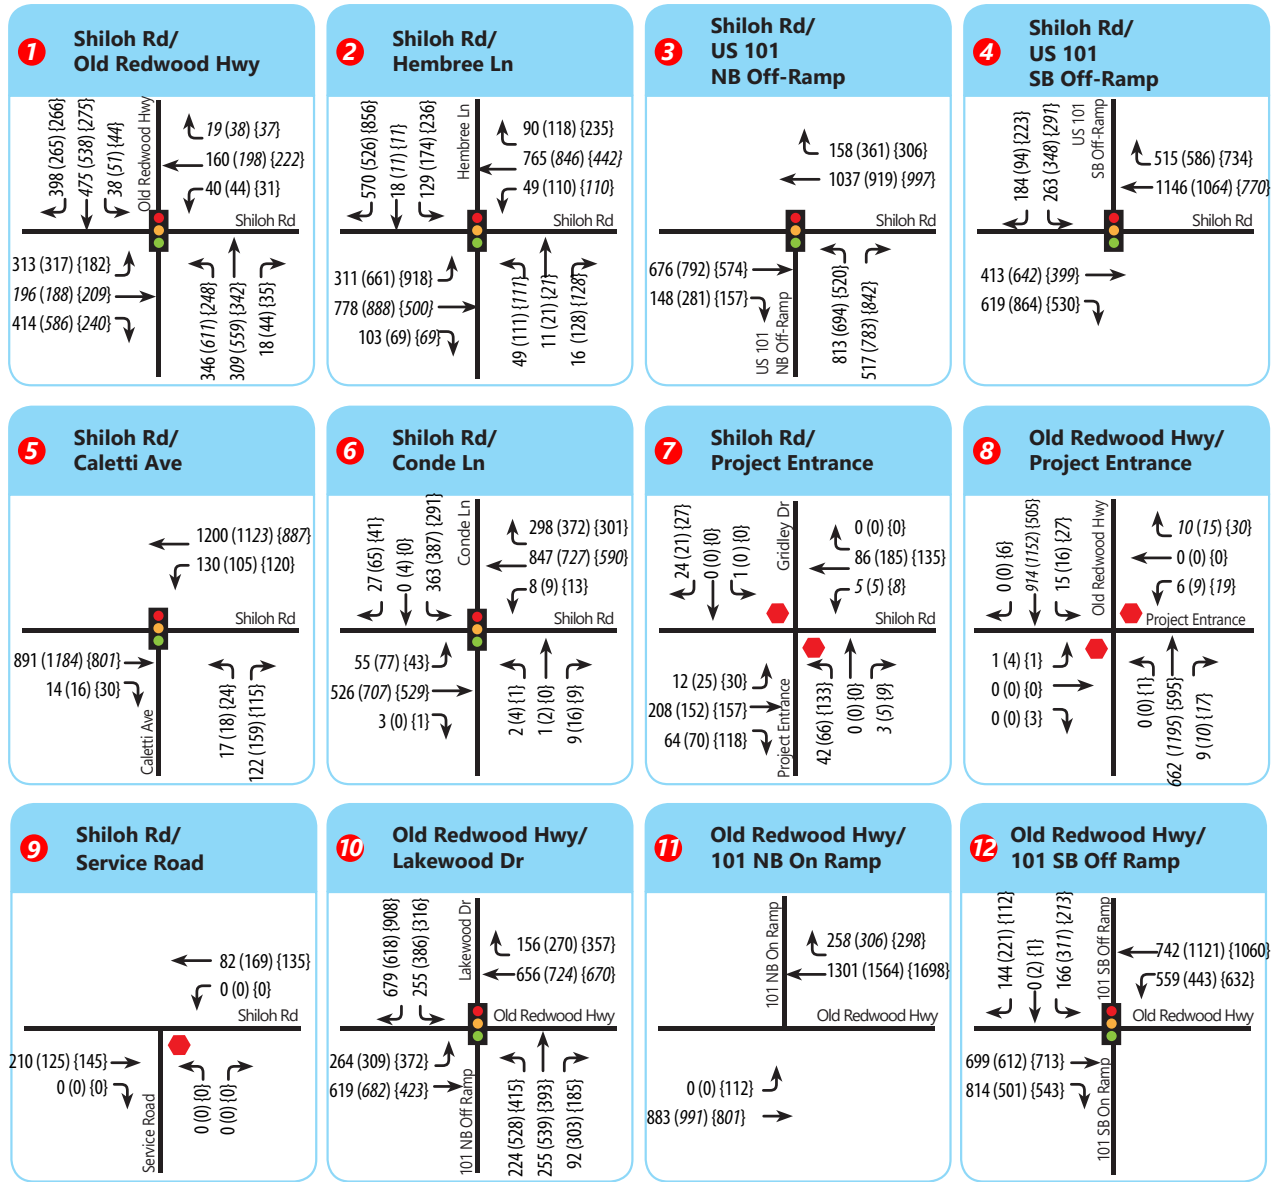 1
Shiloh Rd/
Old Redwood Hwy
398 (265) {266}
475 (538) {275}
38 (51) {44}
Old Redwood Hwy
19 (38) {37}
160 (198) {222}
40 (44) {31}
Shiloh Rd
313 (317) {182}
196 (188) {209}
414 (586) {240}
346 (611) {248}
309 (559) {342}
18 (44) {35}
2
Shiloh Rd/
Hembree Ln
570 (526) {856}
18 (11) {11}
129 (174) {236}
Hembree Ln
90 (118) {235}
765 (846) {442}
49 (110) {110}
Shiloh Rd
311 (661) {918}
778 (888) {500}
103 (69) {69}
49 (111) {111}
11 (21) {21}
16 (128) {128}
3
Shiloh Rd/
US 101
NB Off-Ramp
158 (361) {306}
1037 (919) {997}
676 (792) {574}
148 (281) {157}
US 101
NB Off-Ramp
813 (694) {520}
517 (783) {842}
4
Shiloh Rd/
US 101
SB Off-Ramp
184 (94) {223}
263 (348) {291}
US 101
SB Off-Ramp
515 (586) {734}
1146 (1064) {770}
Shiloh Rd
413 (642) {399}
619 (864) {530}
5
Shiloh Rd/
Caletti Ave
1200 (1123) {887}
130 (105) {120}
Shiloh Rd
891 (1184) {801}
14 (16) {30}
Caletti Ave
17 (18) {24}
122 (159) {115}
6
Shiloh Rd/
Conde Ln
27 (65) {41}
0 (4) {0}
363 (387) {291}
Conde Ln
298 (372) {301}
847 (727) {590}
8 (9) {13}
Shiloh Rd
55 (77) {43}
526 (707) {529}
3 (0) {1}
2 (4) {1}
1 (2) {0}
9 (16) {9}
7
Shiloh Rd/
Project Entrance
24 (21) {27}
0 (0) {0}
1 (0) {0}
Gridley Dr
0 (0) {0}
86 (185) {135}
5 (5) {8}
Shiloh Rd
12 (25) {30}
208 (152) {157}
64 (70) {118}
Project Entrance
42 (66) {133}
0 (0) {0}
3 (5) {9}
8
Old Redwood Hwy/
Project Entrance
0 (0) {6}
914 (1152) {505}
15 (16) {27}
Old Redwood Hwy
10 (15) {30}
0 (0) {0}
6 (9) {19}
Project Entrance
1 (4) {1}
0 (0) {0}
0 (0) {3}
0 (0) {1}
662 (1195) {595}
9 (10) {17}
9
Shiloh Rd/
Service Road
82 (169) {135}
0 (0) {0}
Shiloh Rd
210 (125) {145}
0 (0) {0}
Service Road
0 (0) {0}
0 (0) {0}
10
Old Redwood Hwy/
Lakewood Dr
679 (618) {908}
255 (386) {316}
Lakewood Dr
156 (270) {357}
656 (724) {670}
Old Redwood Hwy
264 (309) {372}
619 (682) {423}
101 NB Off Ramp
224 (528) {415}
255 (539) {393}
92 (303) {185}
11
Old Redwood Hwy/
101 NB On Ramp
101 NB On Ramp
258 (306) {298}
1301 (1564) {1698}
Old Redwood Hwy
0 (0) {112}
883 (991) {801}
12
Old Redwood Hwy/
101 SB Off Ramp
144 (221) {112}
0 (2) {1}
166 (311) {213}
101 SB Off Ramp
742 (1121) {1060}
559 (443) {632}
Old Redwood Hwy
699 (612) {713}
814 (501) {543}
101 SB On Ramp